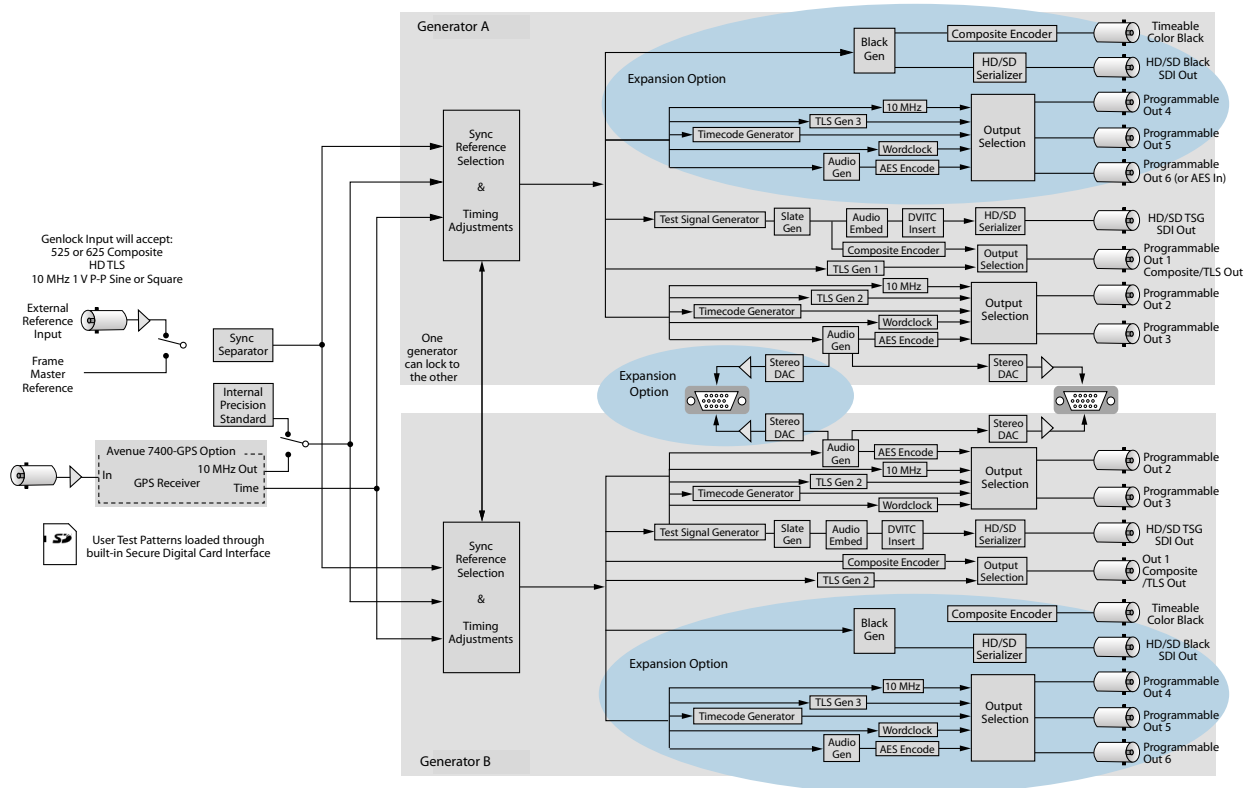 Generator A
Black
Gen
Composite Encoder
Timeable
Color Black
HD/SD
Serializer
HD/SD Black
SDI Out
Expansion Option
10 MHz
TLS Gen 3
Timecode Generator
Wordclock
Audio
Gen
AES Encode
Output
Selection
Programmable
Out 4
Programmable
Out 5
Programmable
Out 6 (or AES In)
Sync
Reference
Selection
&
Timing
Adjustments
Test Signal Generator
Slate
Gen
Audio
Embed
DVITC
Insert
HD/SD
Serializer
HD/SD TSG
SDI Out
Composite Encoder
TLS Gen 1
Output
Selection
Programmable
Out 1
Composite/TLS Out
10 MHz
TLS Gen 2
Timecode Generator
Wordclock
Audio
Gen
AES Encode
Output
Selection
Programmable
Out 2
Programmable
Out 3
Genlock Input will accept:
525 or 625 Composite
HD TLS
10 MHz 1 V P-P Sine or Square
External
Reference
Input
Frame
Master
Reference
Sync
Separator
Internal
Precision
Standard
One
generator
can lock to
the other
Expansion
Option
Stereo
DAC
Stereo
DAC
Stereo
DAC
Stereo
DAC
Avenue 7400-GPS Option
In
10 MHz Out
GPS Receiver
Time
SD
User Test Patterns loaded through
built-in Secure Digital Card Interface
Audio
Gen
AES Encode
10 MHz
TLS Gen 2
Timecode Generator
Wordclock
Output
Selection
Programmable
Out 2
Programmable
Out 3
Sync
Reference
Selection
&
Timing
Adjustments
Test Signal Generator
Slate
Gen
Audio
Embed
DVITC
Insert
HD/SD
Serializer
HD/SD TSG
SDI Out
Composite Encoder
TLS Gen 2
Output
Selection
Out 1
Composite
/TLS Out
Black
Gen
Composite Encoder
Timeable
Color Black
HD/SD
Serializer
HD/SD Black
SDI Out
Expansion Option
10 MHz
TLS Gen 3
Timecode Generator
Wordclock
Audio
Gen
AES Encode
Output
Selection
Programmable
Out 4
Programmable
Out 5
Programmable
Out 6
Generator B